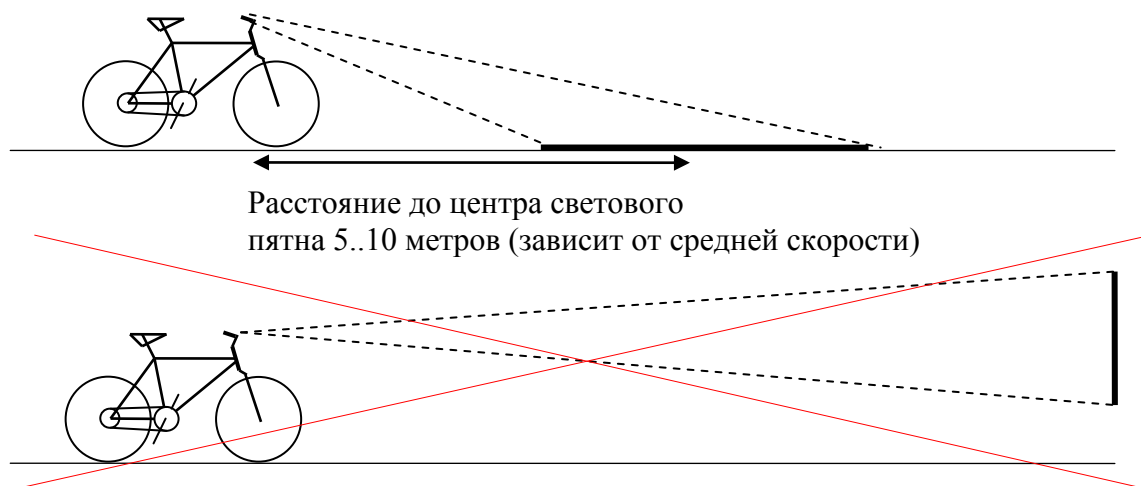 Расстояние до центра светового
пятна 5..10 метров (зависит от средней скорости)